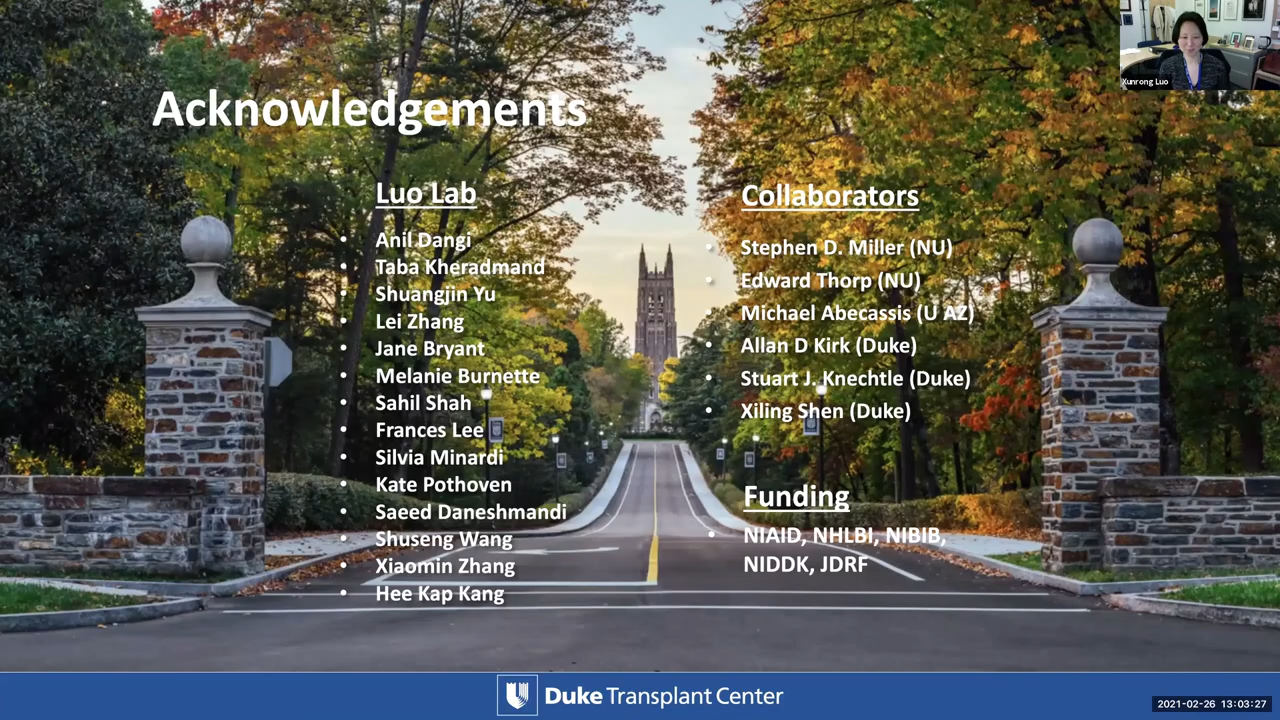 Xunrong Luo
Acknowledgements
Luo Lab
• Anil Dangi
• Taba Kheradmand
• Shuangjin Yu
• Lei Zhang
• Jane Bryant
• Melanie Burnette
• Sahil Shah
• Frances Lee
• Silvia Minardi
• Kate Pothoven
• Saeed Daneshmandi
• Shuseng Wang
• Xiaomin Zhang
• Hee Kap Kang
Collaborators
• Stephen D. Miller (NU)
• Edward Thorp (NU)
• Michael Abecassis (U AZ)
• Allan D Kirk (Duke)
• Stuart J. Knechtle (Duke)
• Xiling Shen (Duke)
Funding
• NIAID, NHLBI, NIBIB,
NIDDK, JDRF
Duke Transplant Center
2021-02-26 13:03:27